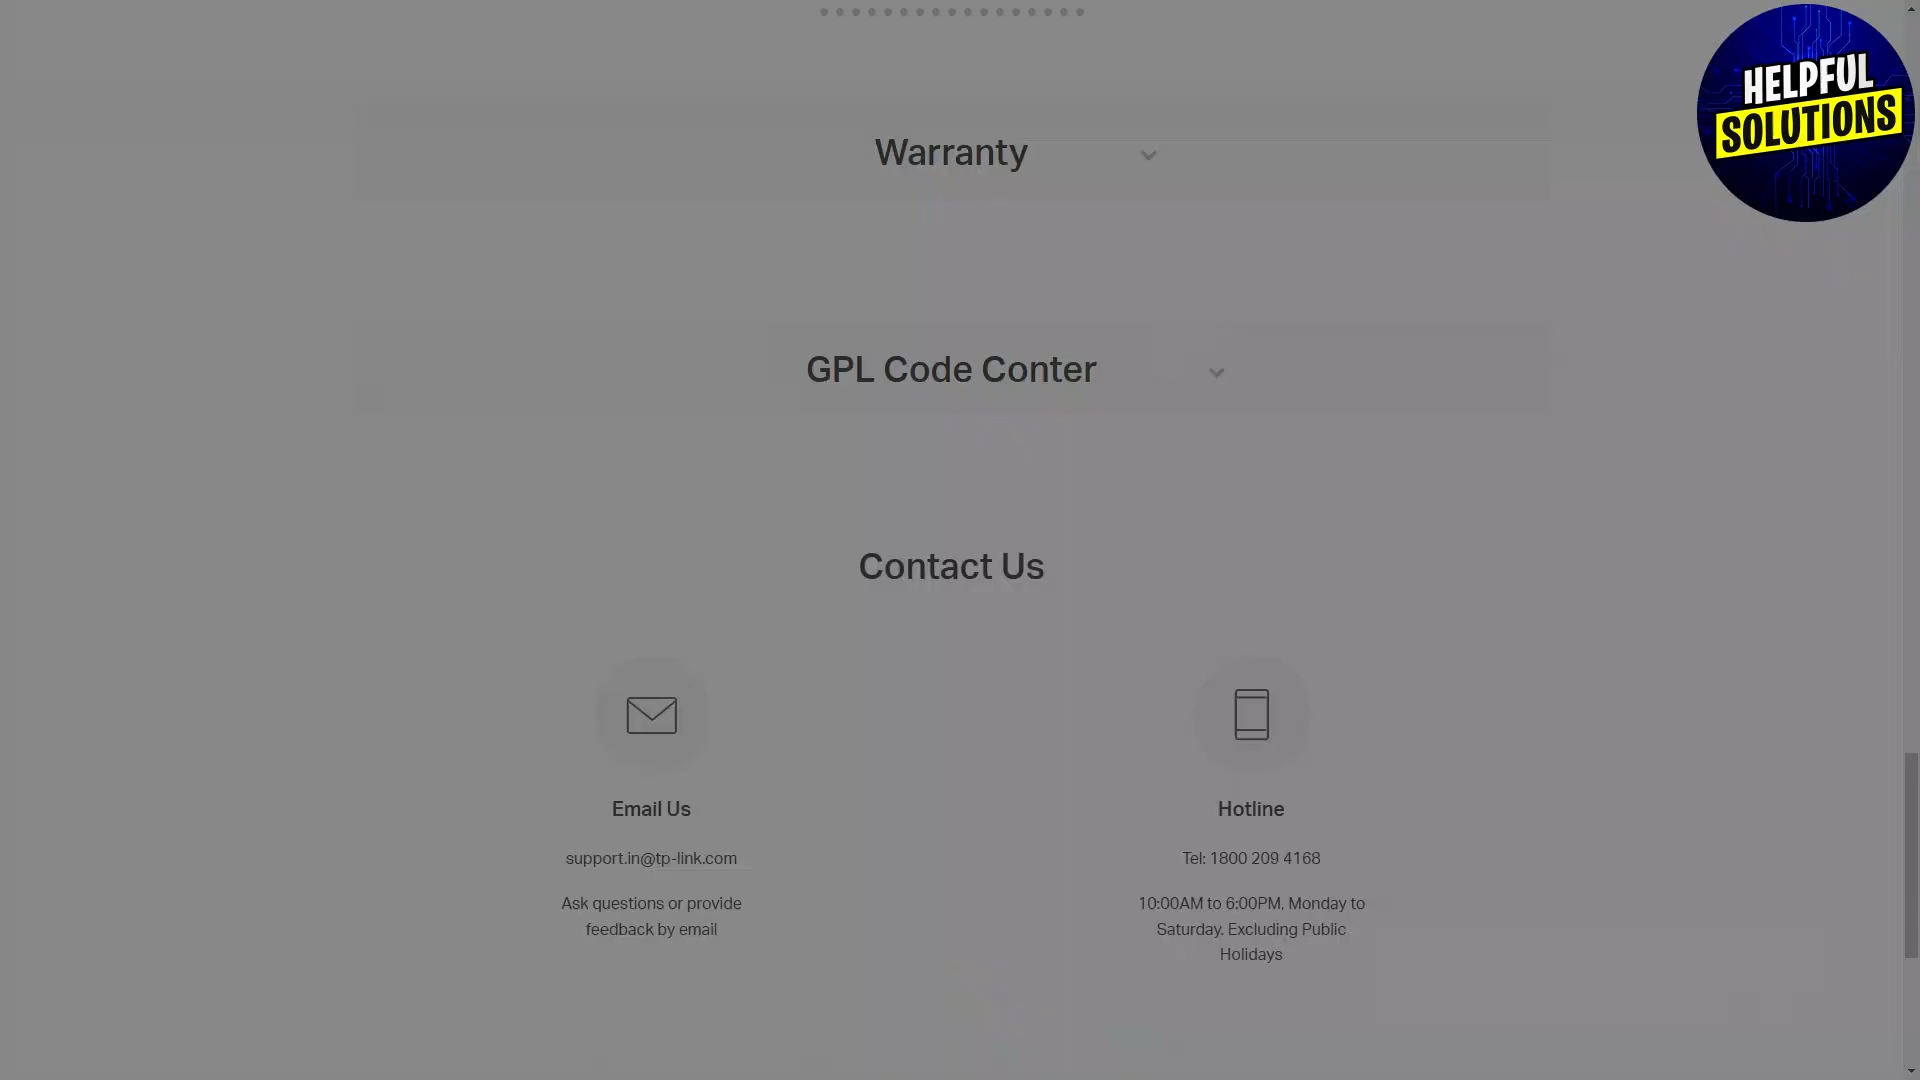 HELPFUL
SOLUTIONS
Warranty
GPL Code Conter
Contact Us
Email Us
support.in@tp-link.com
Ask questions or provide
feedback by email
Hotline
Tel: 1800 209 4168
10:00AM to 6:00PM, Monday to
Saturday. Excluding Public
Holidays